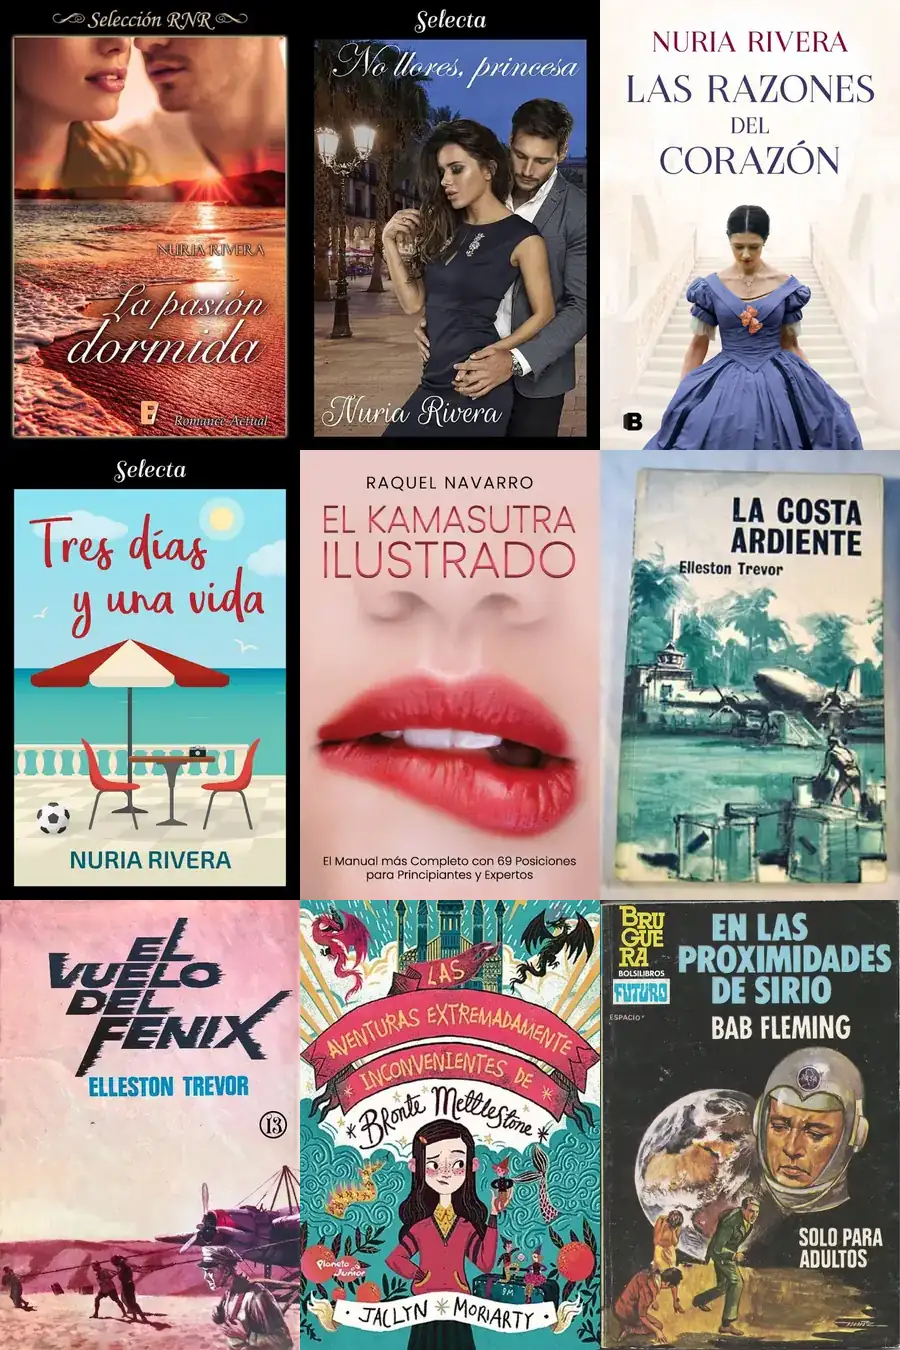 Selección RNR
NURIA RIVERA
La pasión
dormida
Romance Actual
Selecta
No llores, princesa
Nuria Rivera
NURIA RIVERA
LAS RAZONES
DEL
CORAZÓN
B
Selecta
Tres días
y una vida
NURIA RIVERA
RAQUEL NAVARRO
EL KAMASUTRA
ILUSTRADO
El Manual más Completo con 69 Posiciones
para Principiantes y Expertos
LA COSTA
ARDIENTE
Elleston Trevor
EL
VUELO
DEL
FENIX
ELLESTON TREVOR
13
LAS
AVENTURAS EXTREMADAMENTE
INCONVENIENTES DE
Bronte Mettlestone
Planeta
Junior
BM
JACLYN MORIARTY
BRU
GUE
RA
BOLSILIBROS
FUTURO
ESPACIO
EN LAS
PROXIMIDADES
DE SIRIO
BAB FLEMING
SOLO PARA
ADULTOS